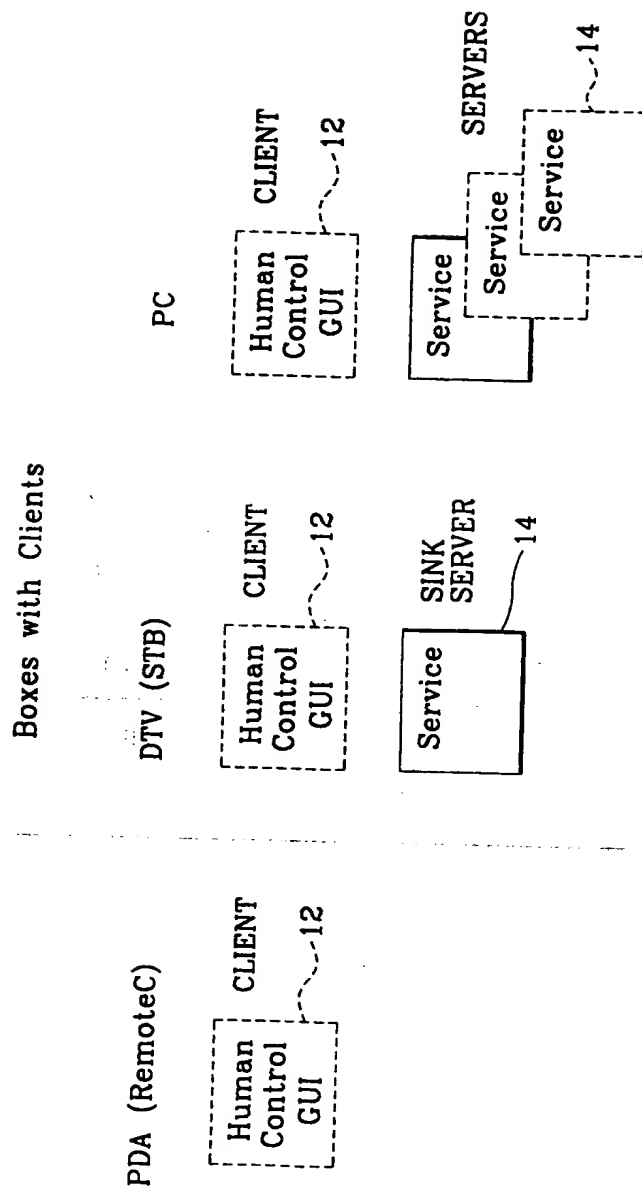 Boxes with Clients
PDA (RemoteC)
Human
Control
GUI
CLIENT
12
DTV (STB)
Human
Control
GUI
CLIENT
12
Service
SINK
SERVER
14
PC
Human
Control
GUI
CLIENT
12
Service
Service
Service
SERVERS
14